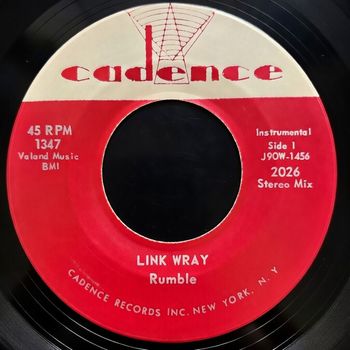 cadence
45 RPM
1347
Valand Music
BMI
Instrumental
Side 1
J9OW-1456
2026
Stereo Mix
LINK WRAY
Rumble
CADENCE RECORDS INC. NEW YORK, N. Y